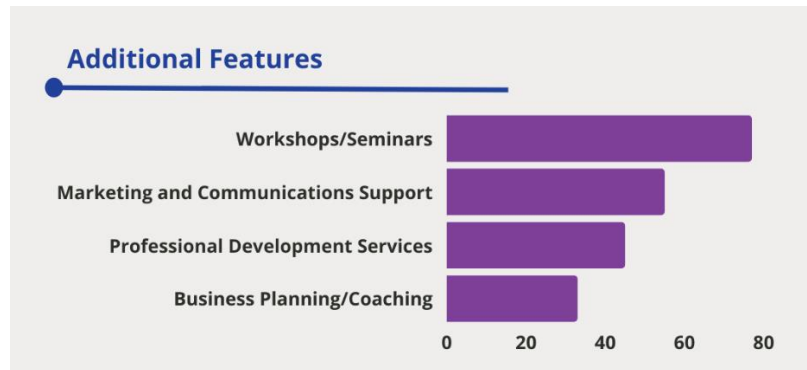 Additional Features
Workshops/Seminars
Marketing and Communications Support
Professional Development Services
Business Planning/Coaching
0 20 40 60 80